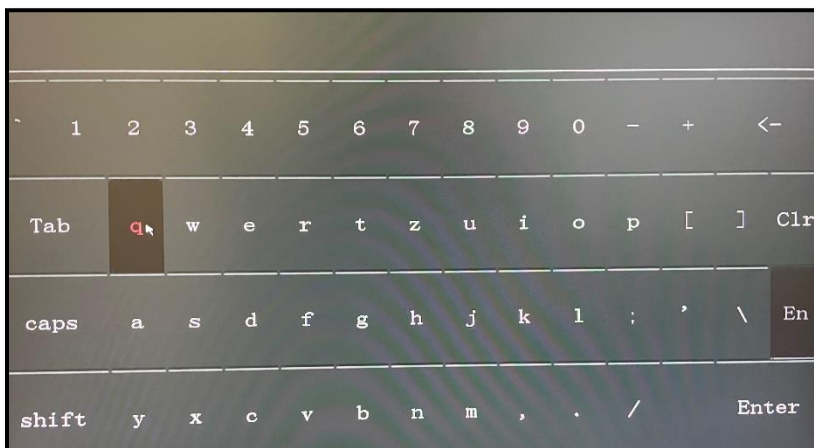 ` 1 2 3 4 5 6 7 8 9 0 - + <-
Tab q w e r t z u i o p [ ] Clr
caps a s d f g h j k l ; ' \ En
shift y x c v b n m , . / Enter